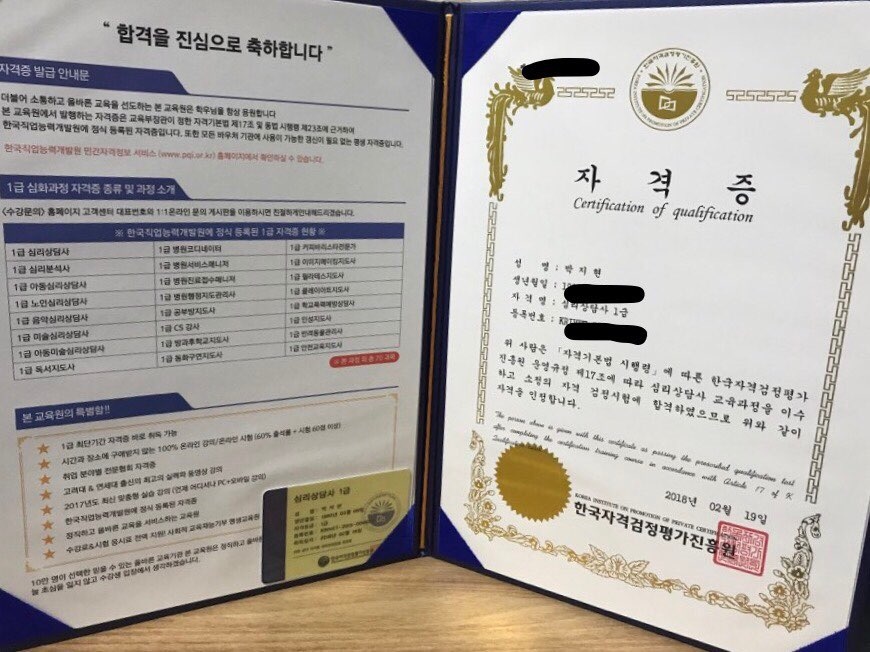 “ 합격을 진심으로 축하합니다 ”
자격증 발급 안내문
더불어 소통하고 올바른 교육을 선도하는 본 교육원은 학우님을 항상 응원합니다
본 교육원에서 발행하는 자격증은 교육부장관이 정한 자격기본법 제17조 및 동법 시행령 제23조에 근거하여
한국직업능력개발원에 정식 등록된 자격증입니다. 또한 모든 바우처 기관에 사용이 가능한 갱신이 필요 없는 평생 자격증입니다.
한국직업능력개발원 민간자격정보 서비스 (www.pqi.or.kr) 홈페이지에서 확인하실 수 있습니다.
1급 심화과정 자격증 종류 및 과정 소개
<수강문의> 홈페이지 고객센터 대표번호와 1:1온라인 문의 게시판을 이용하시면 친절하게안내해드리겠습니다.
※ 한국직업능력개발원에 정식 등록된 1급 자격증 현황 ※
1급 심리상담사 1급 병원코디네이터 1급 커피바리스타전문가
1급 심리분석사 1급 병원서비스매니저 1급 이미지메이킹지도사
1급 아동심리상담사 1급 병원진료접수매니저 1급 필라테스지도사
1급 노인심리상담사 1급 병원행정지도관리사 1급 클레이아트지도사
1급 음악심리상담사 1급 공부방지도사 1급 학교폭력예방상담사
1급 미술심리상담사 1급 CS 강사 1급 인성지도사
1급 아동미술심리상담사 1급 방과후학교지도사 1급 반려동물관리사
1급 독서지도사 1급 동화구연지도사 1급 안전교육지도사
본 교육원의 특별함!!
1급 최단기간 자격증 바로 취득 가능
시간과 장소에 구애받지 않는 100% 온라인 강의/온라인 시험 (60% 출석률 + 시험 60점 이상)
취업 분야별 전문협회 자격증
고려대 & 연세대 출신의 최고의 실력파 동영상 강의
2017년도 최신 맞춤형 실습 강의 (언제 어디서나 PC+모바일 강의)
한국직업능력개발원에 정식 등록된 자격증
정직하고 올바른 교육을 서비스하는 교육원
수강료&시험 응시료 전액 지원! 사회적 교육재능기부 평생교육원
10만 명이 선택한 믿을 수 있는 올바른교육기관 본 교육원은 정직하고 올바른
늘 초심을 잃지 않고 수강생 입장에서 생각하겠습니다.
심리상담사 1급
자 격 증
Certification of qualification
성 명 : 박지현
생년월일 :
자 격 명 : 심리상담사 1급
등록번호 :
위 사람은 「자격기본법 시행령」에 따른 한국자격검정평가
진흥원 운영규정 제17조에 따라 심리상담사 교육과정을 이수
하고 소정의 자격 검정시험에 합격하였으므로 위와 같이
자격을 인정합니다.
The person above is given with this certificate as passing the prescribed qualification test
after completing the certification training course in accordance with Article 17 of K
2018년 02월 19일
KOREA INSTITUTE ON PROMOTION OF PRIVATE CERTIFI
한국자격검정평가진흥원